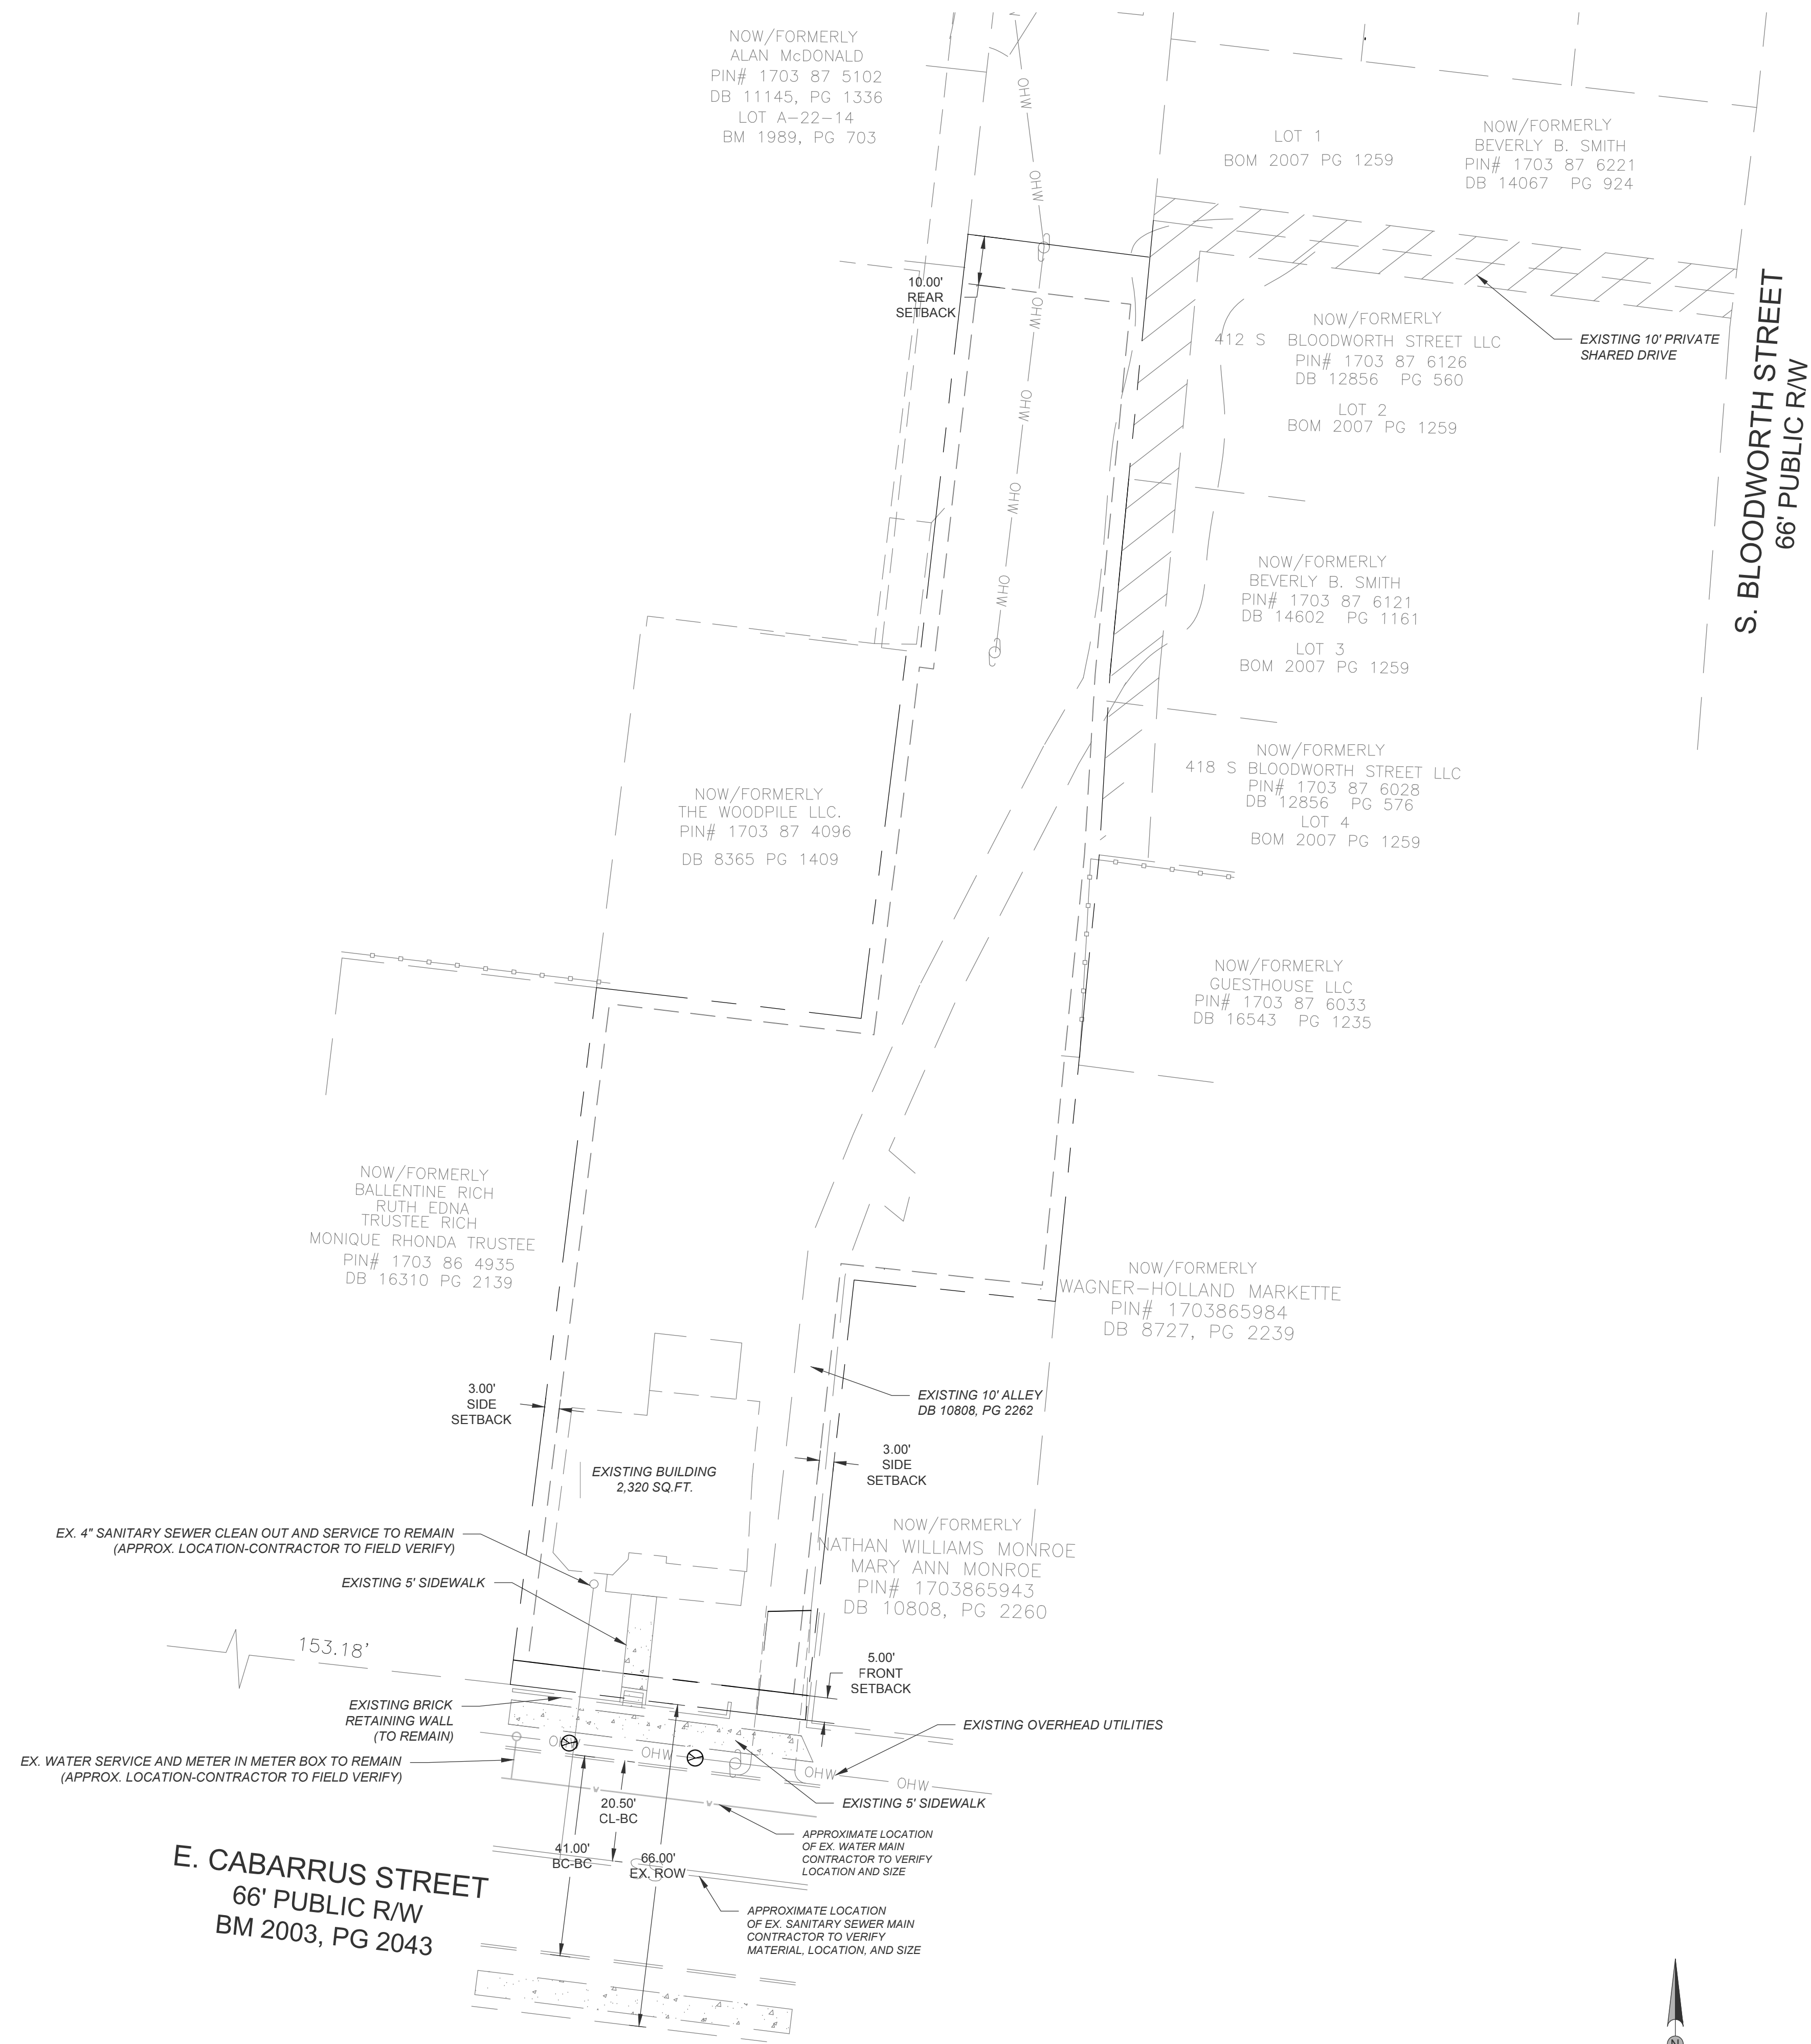 NOW/FORMERLY
ALAN McDONALD
PIN# 1703 87 5102
DB 11145, PG 1336
LOT A-22-14
BM 1989, PG 703
OHW
OHW
LOT 1
BOM 2007 PG 1259
NOW/FORMERLY
BEVERLY B. SMITH
PIN# 1703 87 6221
DB 14067 PG 924
10.00'
REAR
SETBACK
OHW
OHW
OHW
OHW
NOW/FORMERLY
412 S BLOODWORTH STREET LLC
PIN# 1703 87 6126
DB 12856 PG 560
LOT 2
BOM 2007 PG 1259
EXISTING 10' PRIVATE
SHARED DRIVE
S. BLOODWORTH STREET
66' PUBLIC R/W
NOW/FORMERLY
BEVERLY B. SMITH
PIN# 1703 87 6121
DB 14602 PG 1161
LOT 3
BOM 2007 PG 1259
NOW/FORMERLY
418 S BLOODWORTH STREET LLC
PIN# 1703 87 6028
DB 12856 PG 576
LOT 4
BOM 2007 PG 1259
NOW/FORMERLY
THE WOODPILE LLC.
PIN# 1703 87 4096
DB 8365 PG 1409
NOW/FORMERLY
GUESTHOUSE LLC
PIN# 1703 87 6033
DB 16543 PG 1235
NOW/FORMERLY
BALLENTINE RICH
RUTH EDNA
TRUSTEE RICH
MONIQUE RHONDA TRUSTEE
PIN# 1703 86 4935
DB 16310 PG 2139
NOW/FORMERLY
WAGNER-HOLLAND MARKETTE
PIN# 1703865984
DB 8727, PG 2239
3.00'
SIDE
SETBACK
EXISTING 10' ALLEY
DB 10808, PG 2262
3.00'
SIDE
SETBACK
EXISTING BUILDING
2,320 SQ.FT.
EX. 4" SANITARY SEWER CLEAN OUT AND SERVICE TO REMAIN
(APPROX. LOCATION-CONTRACTOR TO FIELD VERIFY)
NOW/FORMERLY
NATHAN WILLIAMS MONROE
MARY ANN MONROE
PIN# 1703865943
DB 10808, PG 2260
EXISTING 5' SIDEWALK
153.18'
5.00'
FRONT
SETBACK
EXISTING BRICK
RETAINING WALL
(TO REMAIN)
EXISTING OVERHEAD UTILITIES
EX. WATER SERVICE AND METER IN METER BOX TO REMAIN
(APPROX. LOCATION-CONTRACTOR TO FIELD VERIFY)
OHW
OHW
OHW
OHW
W
W
EXISTING 5' SIDEWALK
20.50'
CL-BC
APPROXIMATE LOCATION
OF EX. WATER MAIN
CONTRACTOR TO VERIFY
LOCATION AND SIZE
41.00'
BC-BC
66.00'
EX. ROW
E. CABARRUS STREET
66' PUBLIC R/W
BM 2003, PG 2043
APPROXIMATE LOCATION
OF EX. SANITARY SEWER MAIN
CONTRACTOR TO VERIFY
MATERIAL, LOCATION, AND SIZE
N